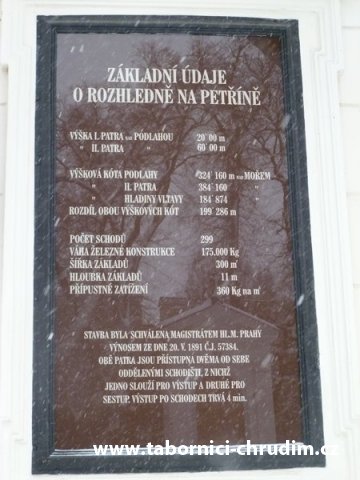 ZÁKLADNÍ ÚDAJE
O ROZHLEDNĚ NA PETŘÍNĚ
VÝŠKA I. PATRA NAD PODLAHOU 20˙00 m
" II. PATRA " 60˙00 m
VÝŠKOVÁ KÓTA PODLAHY 324˙160 m NAD MOŘEM
" II. PATRA 384˙160 "
" HLADINY VLTAVY 184˙874 "
ROZDÍL OBOU VÝŠKOVÝCH KÓT 199˙286 m
POČET SCHODŮ 299
VÁHA ŽELEZNÉ KONSTRUKCE 175.000 Kg
ŠÍŘKA ZÁKLADŮ 300 m²
HLOUBKA ZÁKLADŮ 11 m
PŘÍPUSTNÉ ZATÍŽENÍ 360 Kg na m²
STAVBA BYLA SCHVÁLENA MAGISTRÁTEM HL. M. PRAHY
VÝNOSEM ZE DNE 20. V. 1891 Č.J. 57384.
OBĚ PATRA JSOU PŘÍSTUPNA DVĚMA OD SEBE
ODDĚLENÝMI SCHODIŠTI, Z NICHŽ
JEDNO SLOUŽÍ PRO VÝSTUP A DRUHÉ PRO
SESTUP. VÝSTUP PO SCHODECH TRVÁ 4 min.
www.tabornici-chrudim.cz